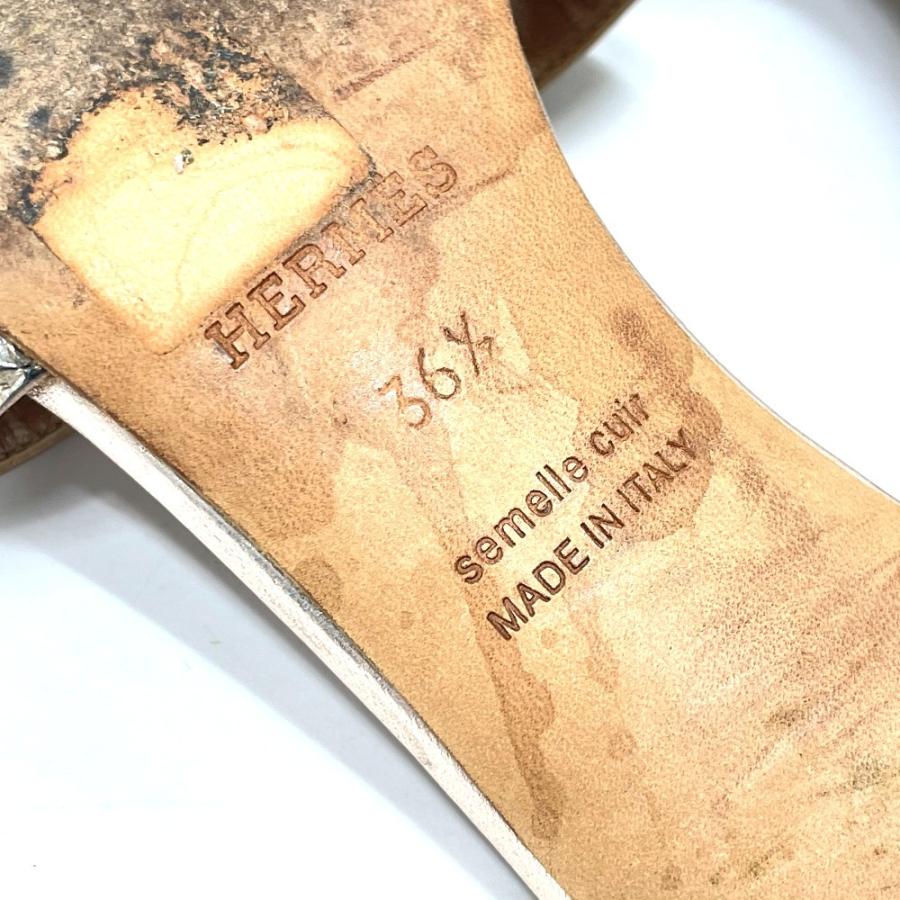 HERMES
36½
semelle cuir
MADE IN ITALY